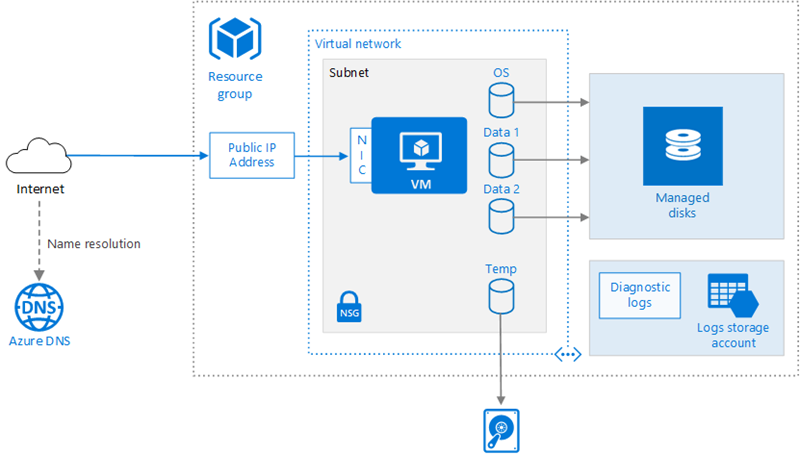 Resource
group
Virtual network
Subnet
OS
Public IP
Address
N
I
C
VM
Data 1
Data 2
Managed
disks
Internet
Name resolution
DNS
Azure DNS
NSG
Temp
Diagnostic
logs
Logs storage
account